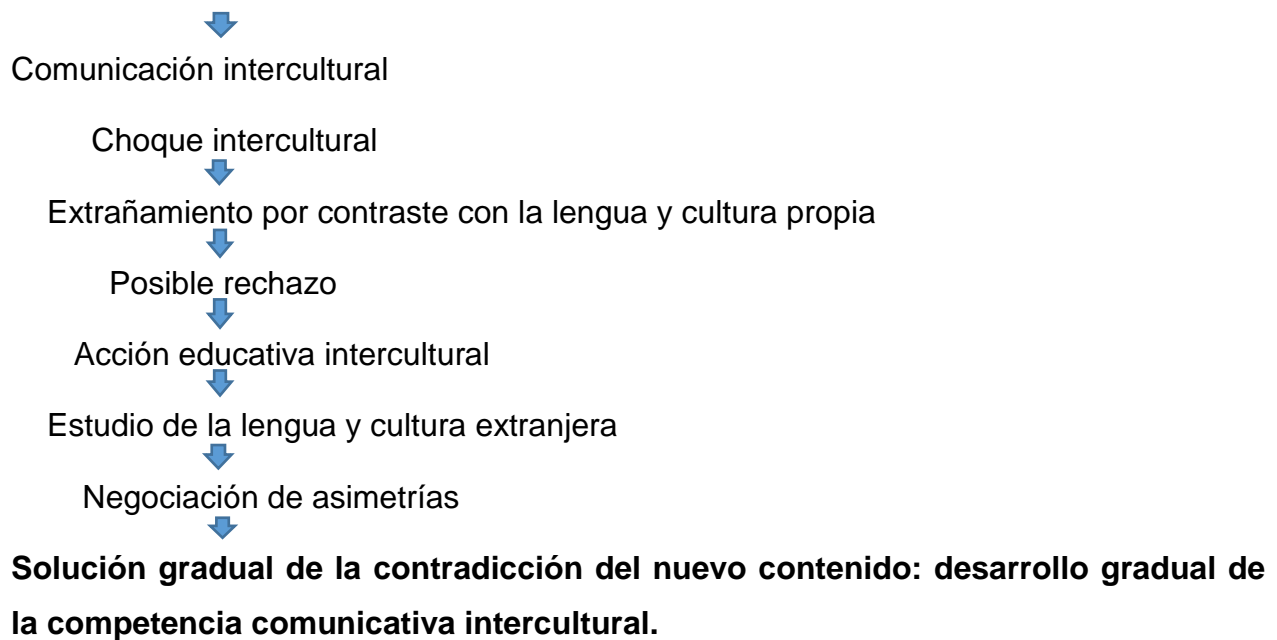 Comunicación intercultural
Choque intercultural
Extrañamiento por contraste con la lengua y cultura propia
Posible rechazo
Acción educativa intercultural
Estudio de la lengua y cultura extranjera
Negociación de asimetrías
Solución gradual de la contradicción del nuevo contenido: desarrollo gradual de
la competencia comunicativa intercultural.